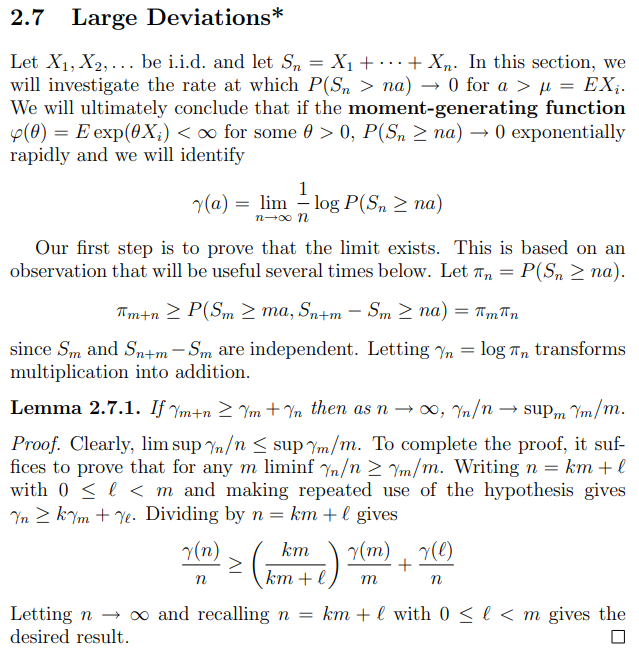 2.7 Large Deviations*
Let X₁, X₂, . . . be i.i.d. and let Sₙ = X₁ + · · · + Xₙ. In this section, we
will investigate the rate at which P(Sₙ > na) → 0 for a > μ = EXᵢ.
We will ultimately conclude that if the moment-generating function
φ(θ) = E exp(θXᵢ) < ∞ for some θ > 0, P(Sₙ ≥ na) → 0 exponentially
rapidly and we will identify
γ(a) = lim_{n→∞} 1/n log P(Sₙ ≥ na)
Our first step is to prove that the limit exists. This is based on an
observation that will be useful several times below. Let πₙ = P(Sₙ ≥ na).
πₘ₊ₙ ≥ P(Sₘ ≥ ma, Sₙ₊ₘ − Sₘ ≥ na) = πₘπₙ
since Sₘ and Sₙ₊ₘ − Sₘ are independent. Letting γₙ = log πₙ transforms
multiplication into addition.
Lemma 2.7.1. If γₘ₊ₙ ≥ γₘ + γₙ then as n → ∞, γₙ/n → supₘ γₘ/m.
Proof. Clearly, lim sup γₙ/n ≤ sup γₘ/m. To complete the proof, it suf-
fices to prove that for any m liminf γₙ/n ≥ γₘ/m. Writing n = km + ℓ
with 0 ≤ ℓ < m and making repeated use of the hypothesis gives
γₙ ≥ kγₘ + γ_ℓ. Dividing by n = km + ℓ gives
γ(n)/n ≥ (km/(km + ℓ)) γ(m)/m + γ(ℓ)/n
Letting n → ∞ and recalling n = km + ℓ with 0 ≤ ℓ < m gives the
desired result. □